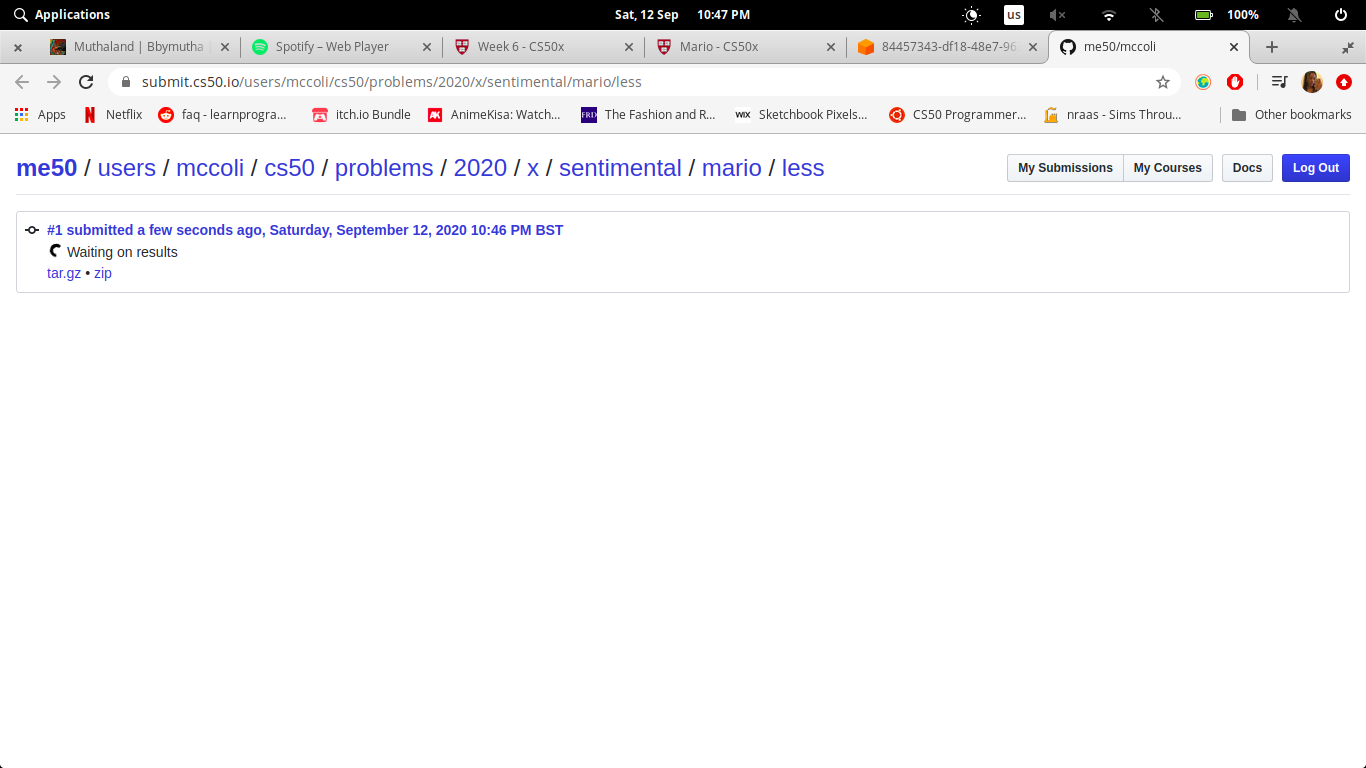 Applications Sat, 12 Sep 10:47 PM us 100%
Muthaland | Bbymutha | Spotify – Web Player Week 6 - CS50x Mario - CS50x 84457343-df18-48e7-96 me50/mccoli
submit.cs50.io/users/mccoli/cs50/problems/2020/x/sentimental/mario/less
Apps Netflix faq - learnprogra... itch.io Bundle AnimeKisa: Watch... The Fashion and R... Sketchbook Pixels... CS50 Programmer... nraas - Sims Throu... Other bookmarks
me50 / users / mccoli / cs50 / problems / 2020 / x / sentimental / mario / less My Submissions My Courses Docs Log Out
#1 submitted a few seconds ago, Saturday, September 12, 2020 10:46 PM BST
Waiting on results
tar.gz • zip